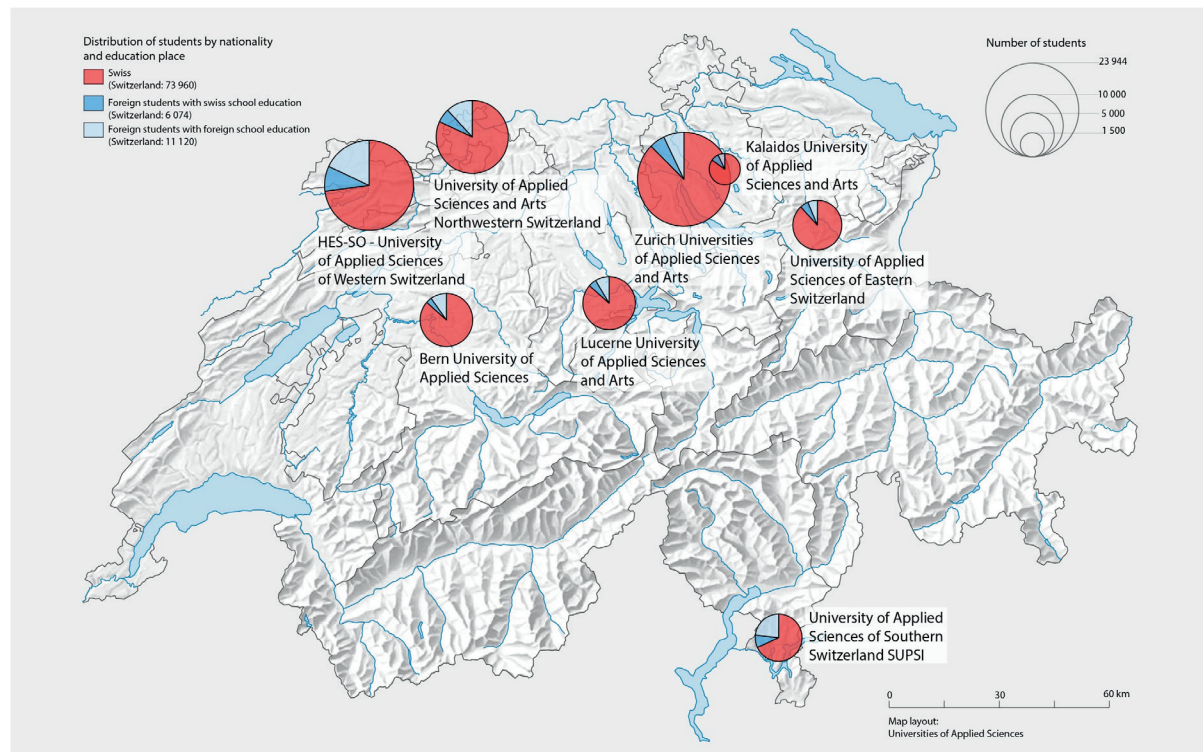 Distribution of students by nationality
and education place
Swiss
(Switzerland: 73 960)
Foreign students with swiss school education
(Switzerland: 6 074)
Foreign students with foreign school education
(Switzerland: 11 120)
Number of students
23 944
10 000
5 000
1 500
Kalaidos University
of Applied
Sciences and Arts
University of Applied
Sciences and Arts
Northwestern Switzerland
HES-SO - University
of Applied Sciences
of Western Switzerland
Zurich Universities
of Applied Sciences
and Arts
University of Applied
Sciences of Eastern
Switzerland
Bern University of
Applied Sciences
Lucerne University
of Applied Sciences
and Arts
University of Applied
Sciences of Southern
Switzerland SUPSI
0 30 60 km
Map layout:
Universities of Applied Sciences